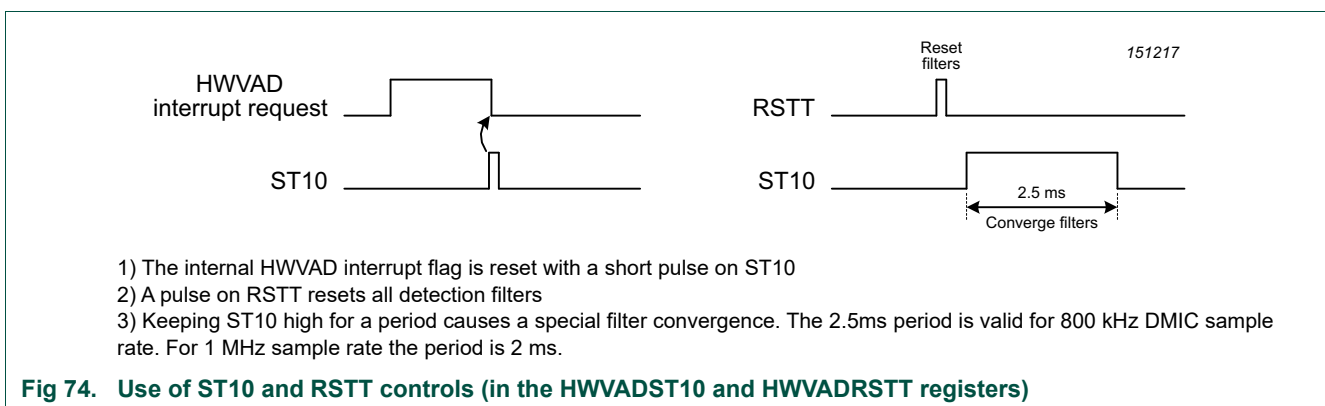 HWVAD
interrupt request
ST10
Reset
filters
151217
RSTT
ST10
2.5 ms
Converge filters
1) The internal HWVAD interrupt flag is reset with a short pulse on ST10
2) A pulse on RSTT resets all detection filters
3) Keeping ST10 high for a period causes a special filter convergence. The 2.5ms period is valid for 800 kHz DMIC sample
rate. For 1 MHz sample rate the period is 2 ms.
Fig 74. Use of ST10 and RSTT controls (in the HWVADST10 and HWVADRSTT registers)